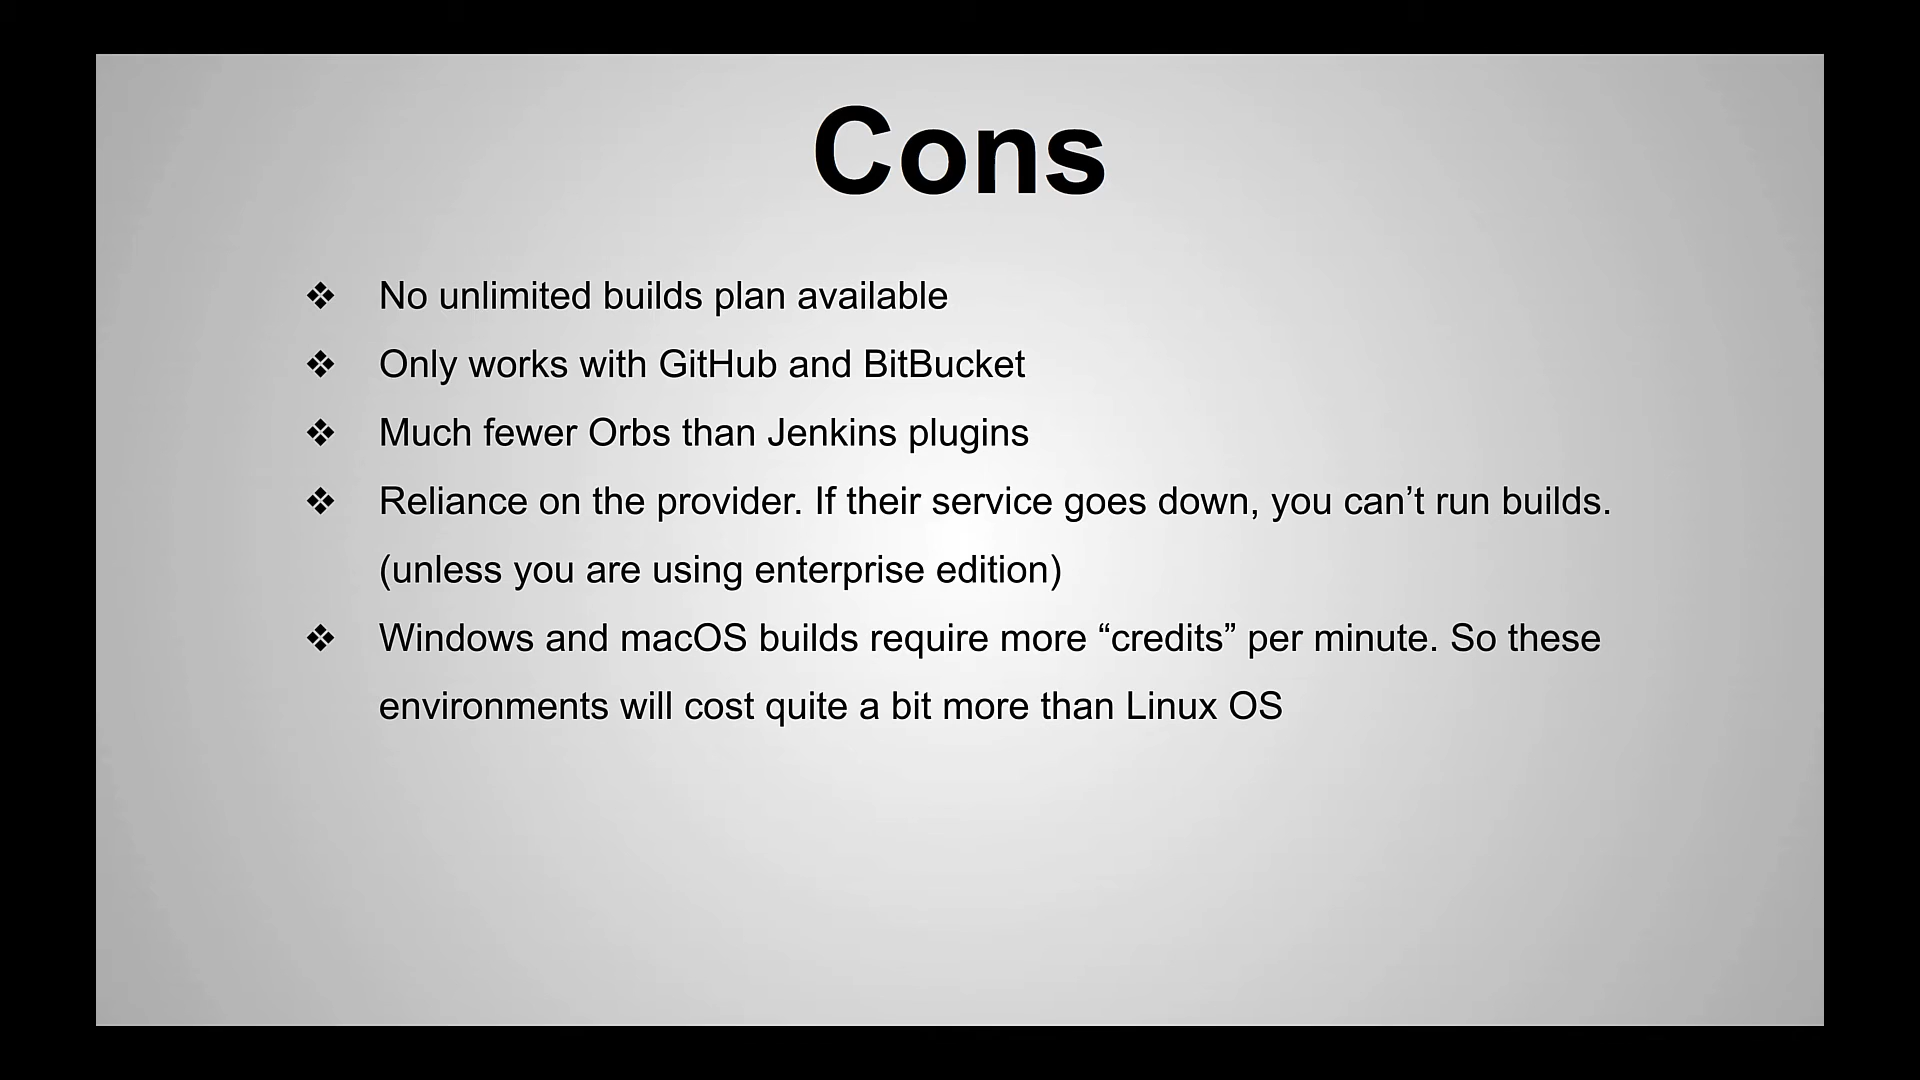 Cons
❖ No unlimited builds plan available
❖ Only works with GitHub and BitBucket
❖ Much fewer Orbs than Jenkins plugins
❖ Reliance on the provider. If their service goes down, you can’t run builds.
(unless you are using enterprise edition)
❖ Windows and macOS builds require more “credits” per minute. So these
environments will cost quite a bit more than Linux OS